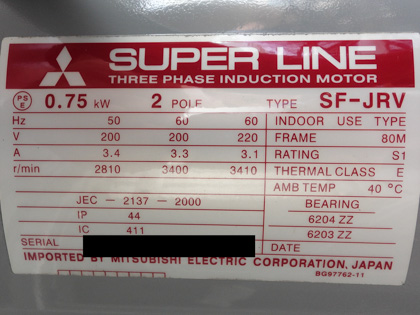 SUPER LINE
THREE PHASE INDUCTION MOTOR
PS E 0.75 kW 2 POLE TYPE SF-JRV
Hz 50 60 60 INDOOR USE TYPE
V 200 200 220 FRAME 80M
A 3.4 3.3 3.1 RATING S1
r/min 2810 3400 3410 THERMAL CLASS E
AMB TEMP 40 °C
JEC - 2137 - 2000 BEARING
IP 44 6204 ZZ
IC 411 6203 ZZ
SERIAL DATE
IMPORTED BY MITSUBISHI ELECTRIC CORPORATION, JAPAN
BG97762-11